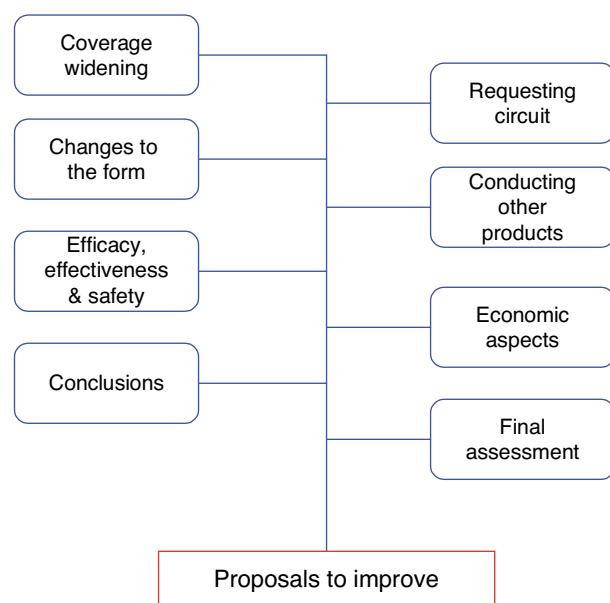 Coverage
widening
Requesting
circuit
Changes to
the form
Conducting
other
products
Efficacy,
effectiveness
& safety
Economic
aspects
Conclusions
Final
assessment
Proposals to improve